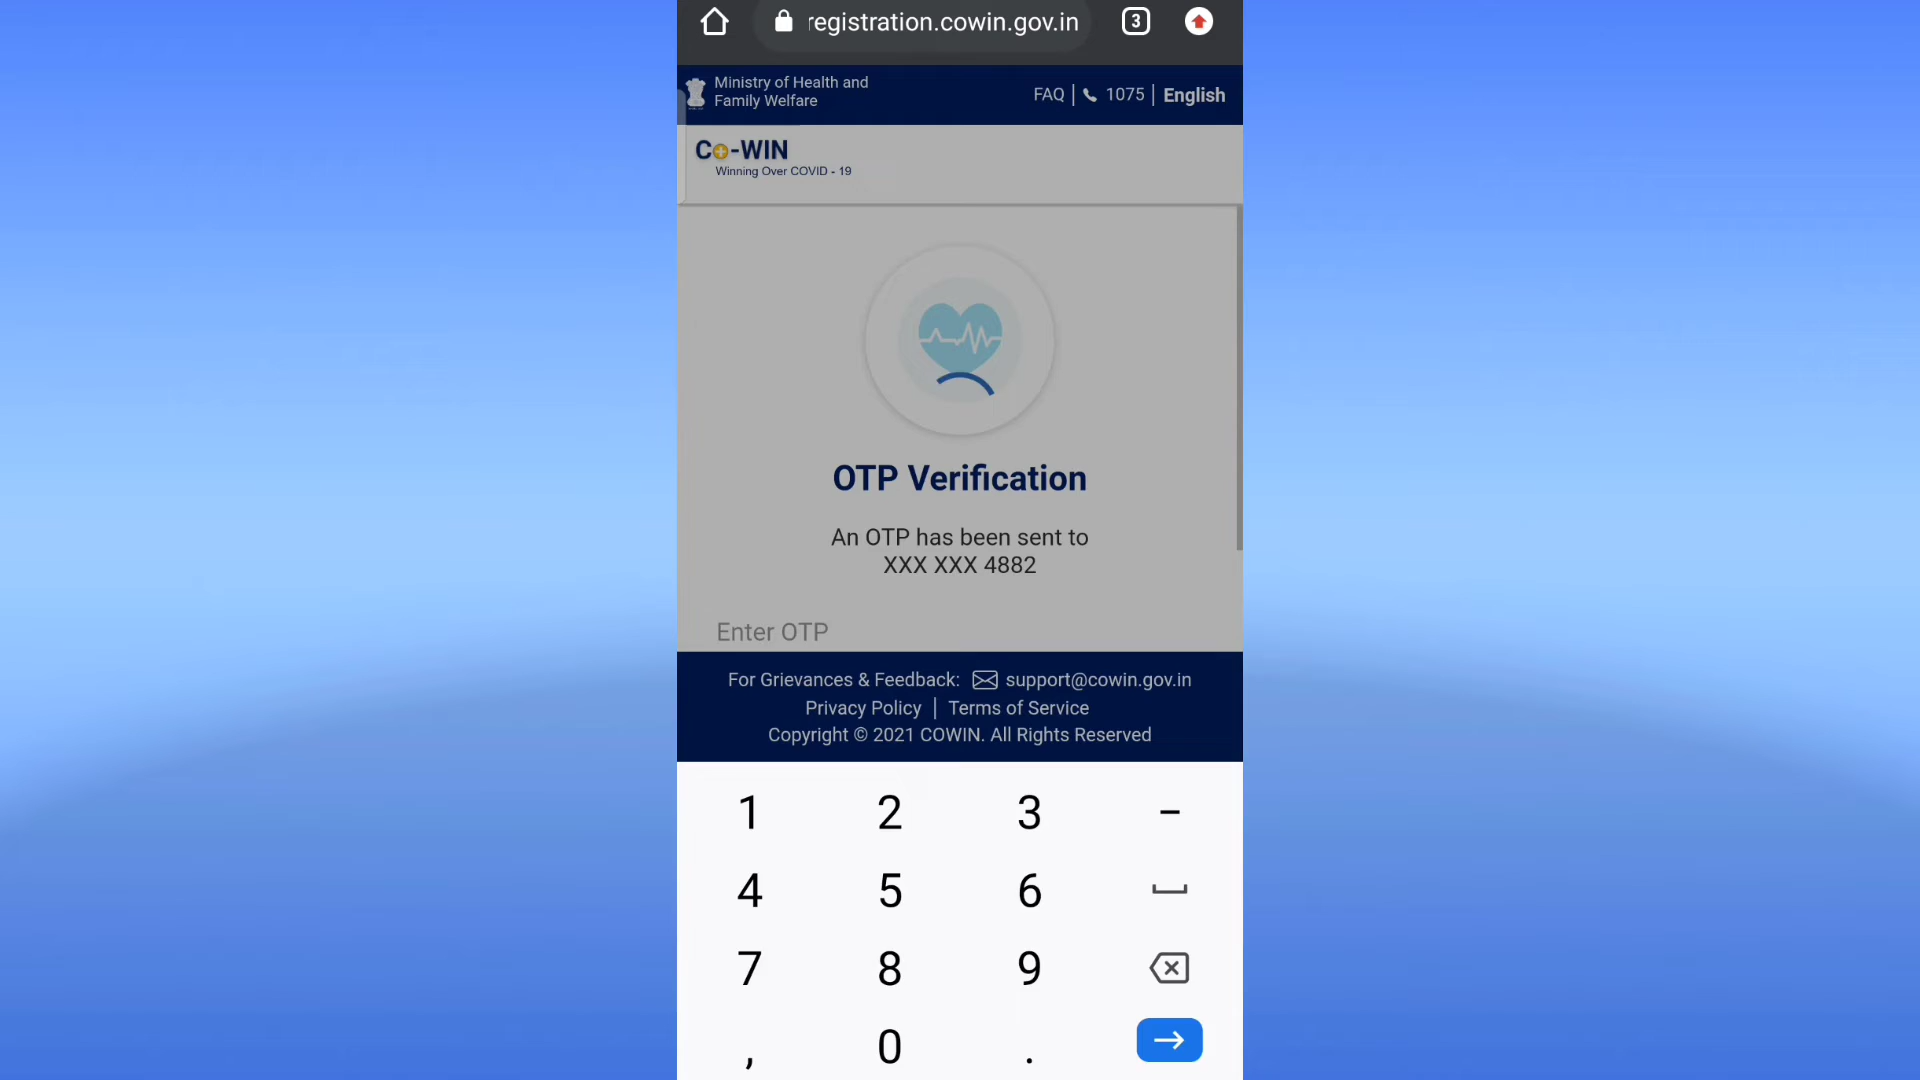 registration.cowin.gov.in
3
Ministry of Health and
Family Welfare
FAQ | 1075 | English
Co-WIN
Winning Over COVID - 19
OTP Verification
An OTP has been sent to
XXX XXX 4882
Enter OTP
For Grievances & Feedback: support@cowin.gov.in
Privacy Policy | Terms of Service
Copyright © 2021 COWIN. All Rights Reserved
1 2 3 -
4 5 6
7 8 9
, 0 .